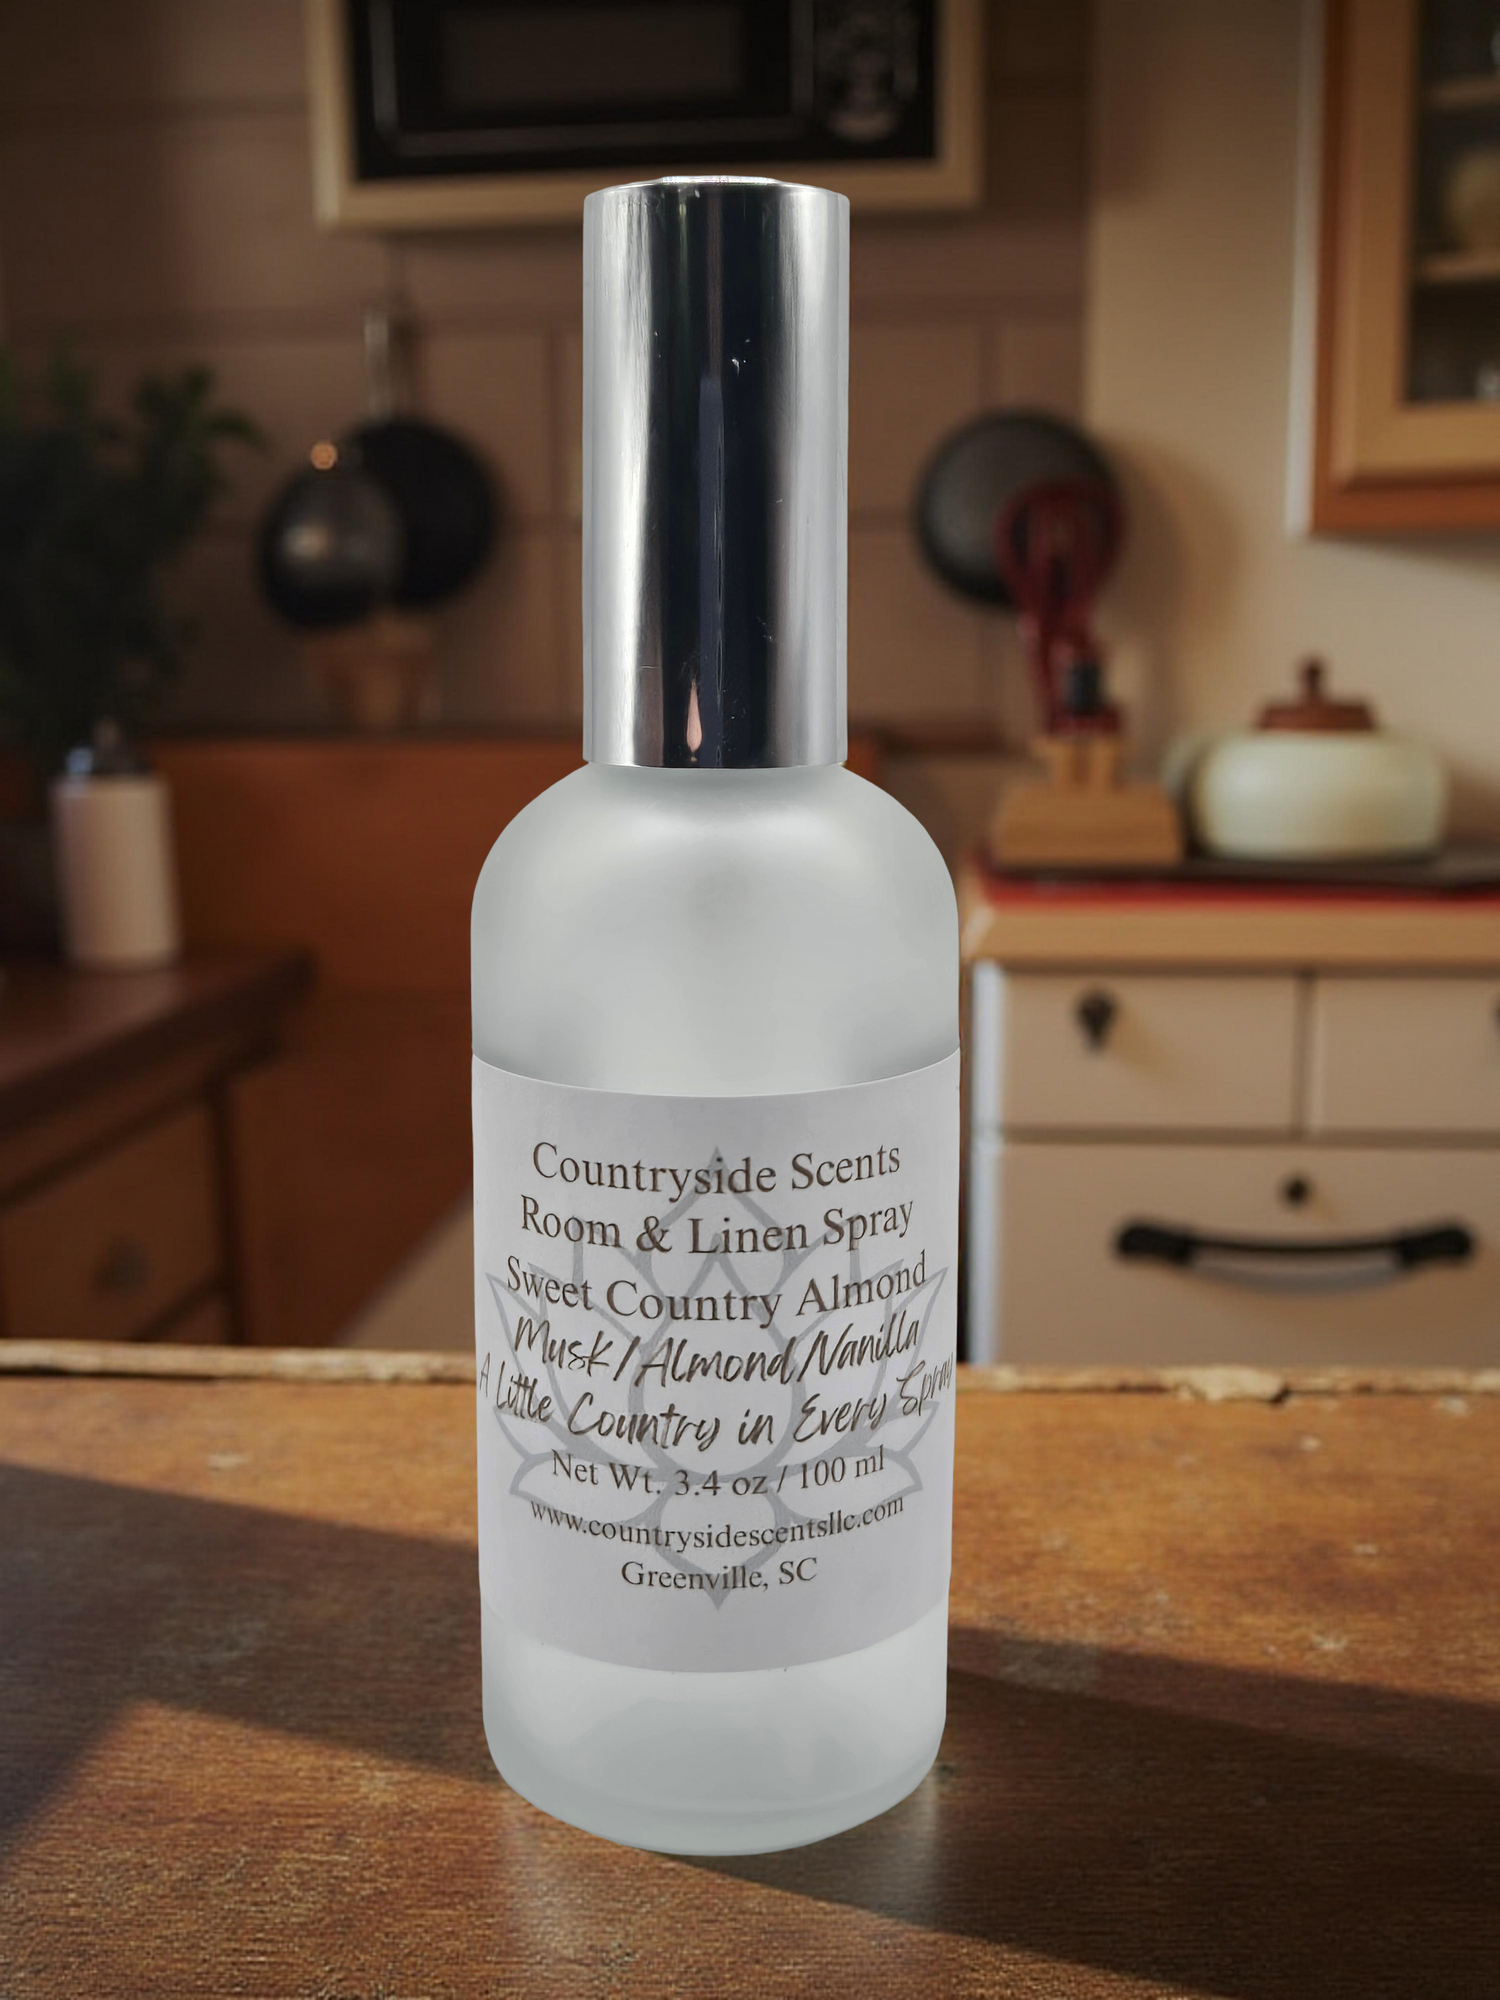 Countryside Scents
Room & Linen Spray
Sweet Country Almond
Musk/Almond/Vanilla
A Little Country in Every Spray
Net Wt. 3.4 oz / 100 ml
www.countrysidescentsllc.com
Greenville, SC